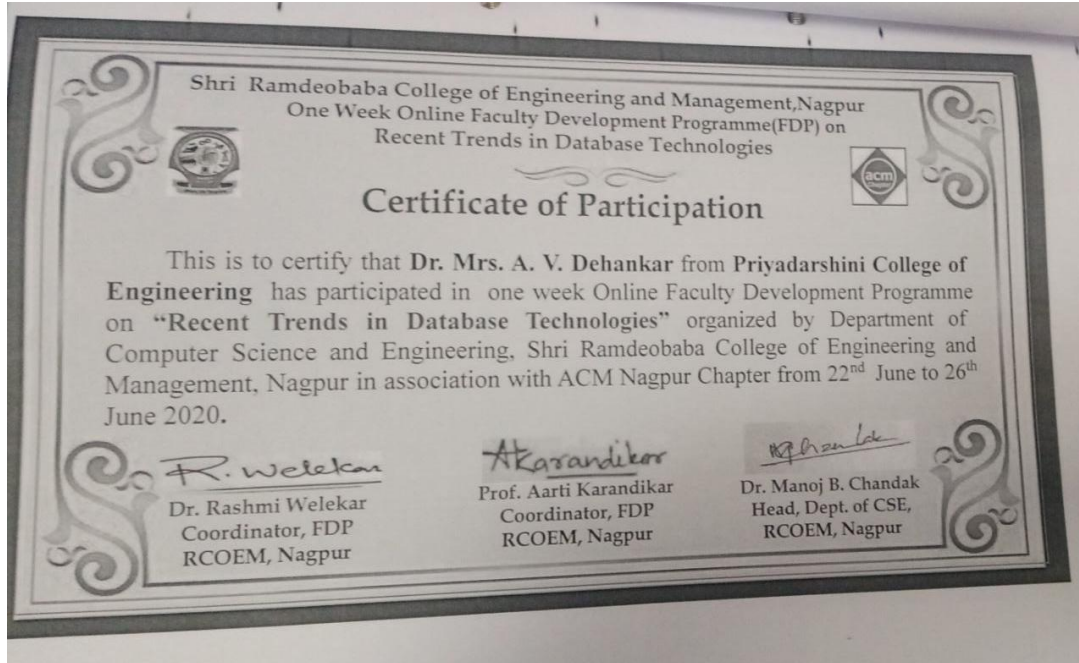 Shri Ramdeobaba College of Engineering and Management,Nagpur
One Week Online Faculty Development Programme(FDP) on
Recent Trends in Database Technologies
acm
Chapter
Certificate of Participation
This is to certify that Dr. Mrs. A. V. Dehankar from Priyadarshini College of
Engineering has participated in one week Online Faculty Development Programme
on “Recent Trends in Database Technologies” organized by Department of
Computer Science and Engineering, Shri Ramdeobaba College of Engineering and
Management, Nagpur in association with ACM Nagpur Chapter from 22nd June to 26th
June 2020.
R. Welekar
AKarandikar
Dr. Rashmi Welekar
Coordinator, FDP
RCOEM, Nagpur
Prof. Aarti Karandikar
Coordinator, FDP
RCOEM, Nagpur
Dr. Manoj B. Chandak
Head, Dept. of CSE,
RCOEM, Nagpur